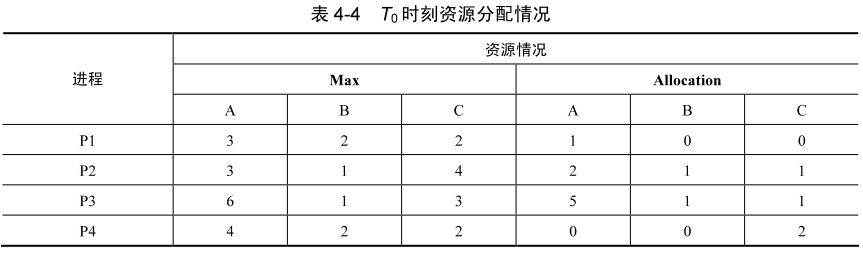 表 4-4 T0 时刻资源分配情况
进程 资源情况
Max Allocation
A B C A B C
P1 3 2 2 1 0 0
P2 3 1 4 2 1 1
P3 6 1 3 5 1 1
P4 4 2 2 0 0 2